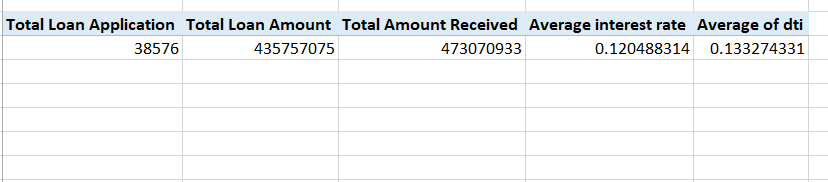 Total Loan Application Total Loan Amount Total Amount Received Average interest rate Average of dti
38576 435757075 473070933 0.120488314 0.133274331